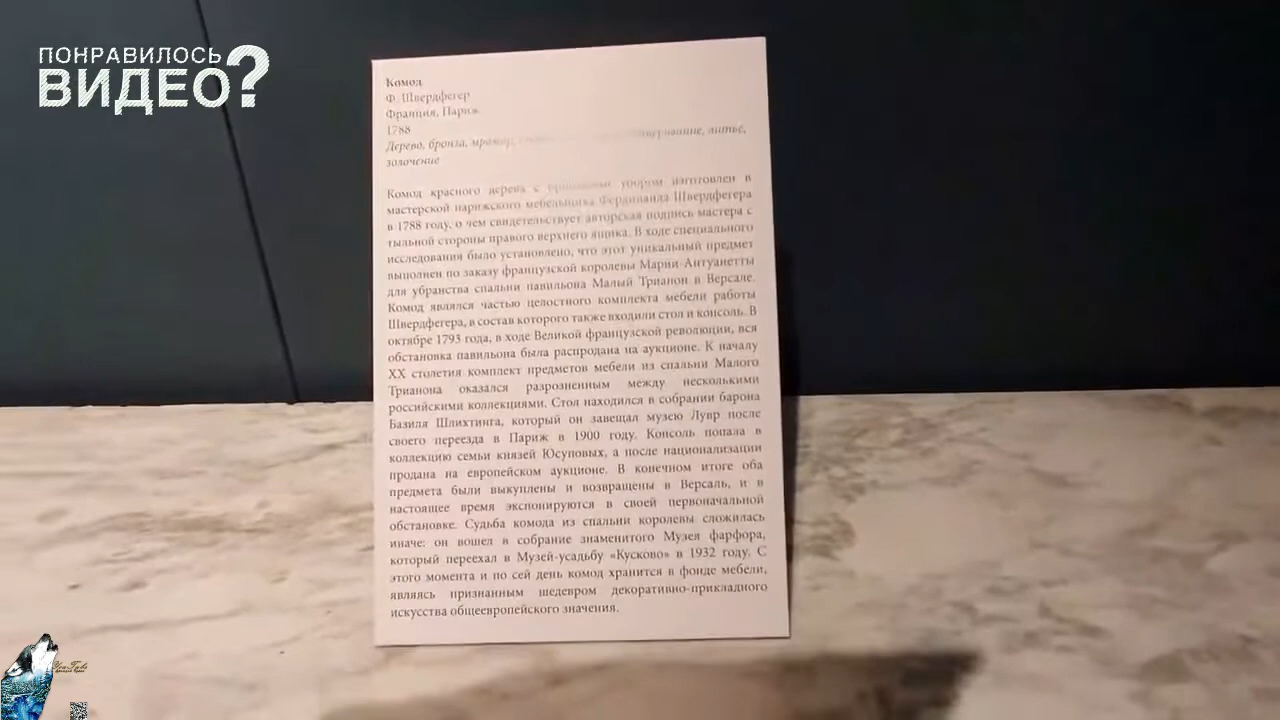 ПОНРАВИЛОСЬ
ВИДЕО?
Комод
Ф. Швердфегер
Франция, Париж
1788
Дерево, бронза, мрамор, литье,
золочение
Комод красного дерева с убором изготовлен в
мастерской парижского мебельщика Фердинанда Швердфегера
в 1788 году, о чем свидетельствует авторская подпись мастера с
тыльной стороны правого верхнего ящика. В ходе специального
исследования было установлено, что этот уникальный предмет
выполнен по заказу французской королевы Марии-Антуанетты
для убранства спальни павильона Малый Трианон в Версале.
Комод являлся частью целостного комплекта мебели работы
Швердфегера, в состав которого также входили стол и консоль. В
октябре 1793 года, в ходе Великой французской революции, вся
обстановка павильона была распродана на аукционе. К началу
XX столетия комплект предметов мебели из спальни Малого
Трианона оказался разрозненным между несколькими
российскими коллекциями. Стол находился в собрании барона
Базиля Шлихтинга, который он завещал музею Лувр после
своего переезда в Париж в 1900 году. Консоль попала в
коллекцию семьи князей Юсуповых, а после национализации
продана на европейском аукционе. В конечном итоге оба
предмета были выкуплены и возвращены в Версаль, и в
настоящее время экспонируются в своей первоначальной
обстановке. Судьба комода из спальни королевы сложилась
иначе: он вошел в собрание знаменитого Музея фарфора,
который переехал в Музей-усадьбу «Кусково» в 1932 году. С
этого момента и по сей день комод хранится в фонде мебели,
являясь признанным шедевром декоративно-прикладного
искусства общеевропейского значения.
YouTube